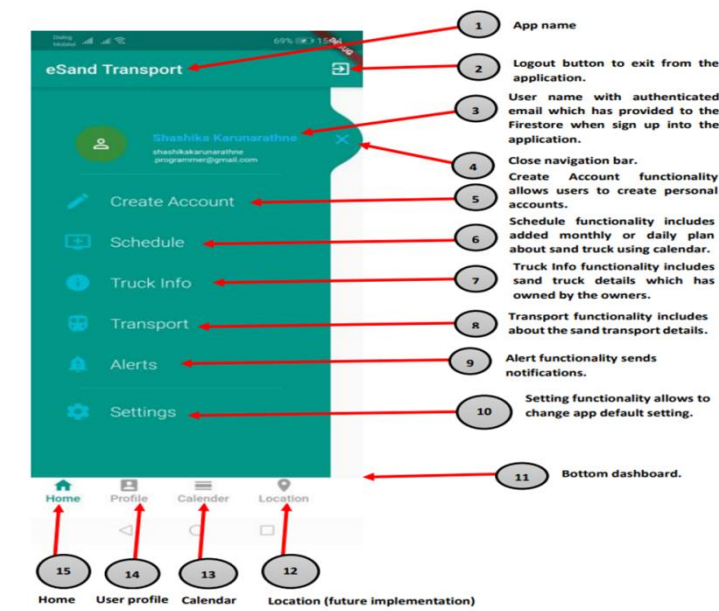 1 App name
Dialog 69% 15:
Mobitel
DEBUG
eSand Transport
2 Logout button to exit from the
application.
3 User name with authenticated
email which has provided to the
Firestore when sign up into the
application.
Shashika Karunarathne
shashikakarunarathne
programmer@gmail.com
4 Close navigation bar.
Create Account
5 Create Account functionality
allows users to create personal
accounts.
Schedule
6 Schedule functionality includes
added monthly or daily plan
about sand truck using calendar.
Truck Info
7 Truck Info functionality includes
sand truck details which has
owned by the owners.
Transport
8 Transport functionality includes
about the sand transport details.
Alerts
9 Alert functionality sends
notifications.
Settings
10 Setting functionality allows to
change app default setting.
11 Bottom dashboard.
Home Profile Calender Location
15 14 13 12
Home User profile Calendar Location (future implementation)